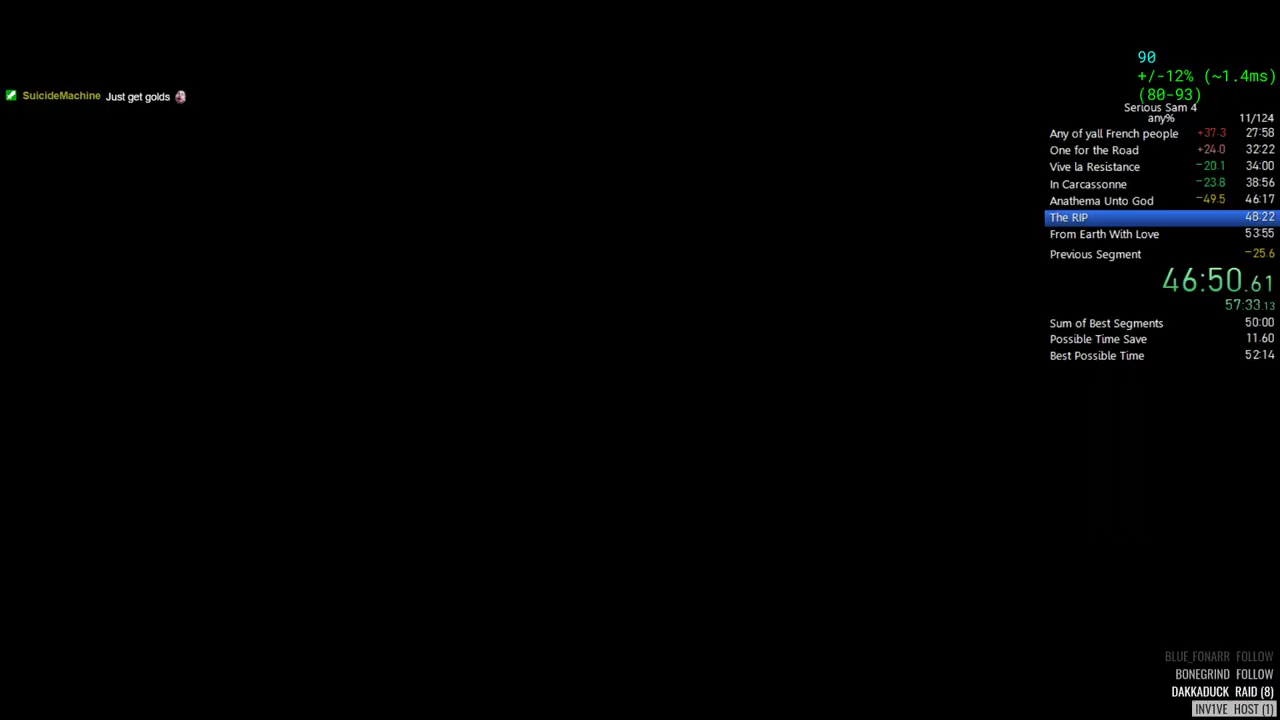 90
+/-12% (~1.4ms)
(80-93)
SuicideMachine Just get golds
Serious Sam 4
any% 11/124
Any of yall French people +37.3 27:58
One for the Road +24.0 32:22
Vive la Resistance −20.1 34:00
In Carcassonne −23.8 38:56
Anathema Unto God −49.5 46:17
The RIP 48:22
From Earth With Love 53:55
Previous Segment −25.6
46:50.61
57:33.13
Sum of Best Segments 50:00
Possible Time Save 11.60
Best Possible Time 52:14
BLUE_FONARR FOLLOW
BONEGRIND FOLLOW
DAKKADUCK RAID (8)
INV1VE HOST (1)